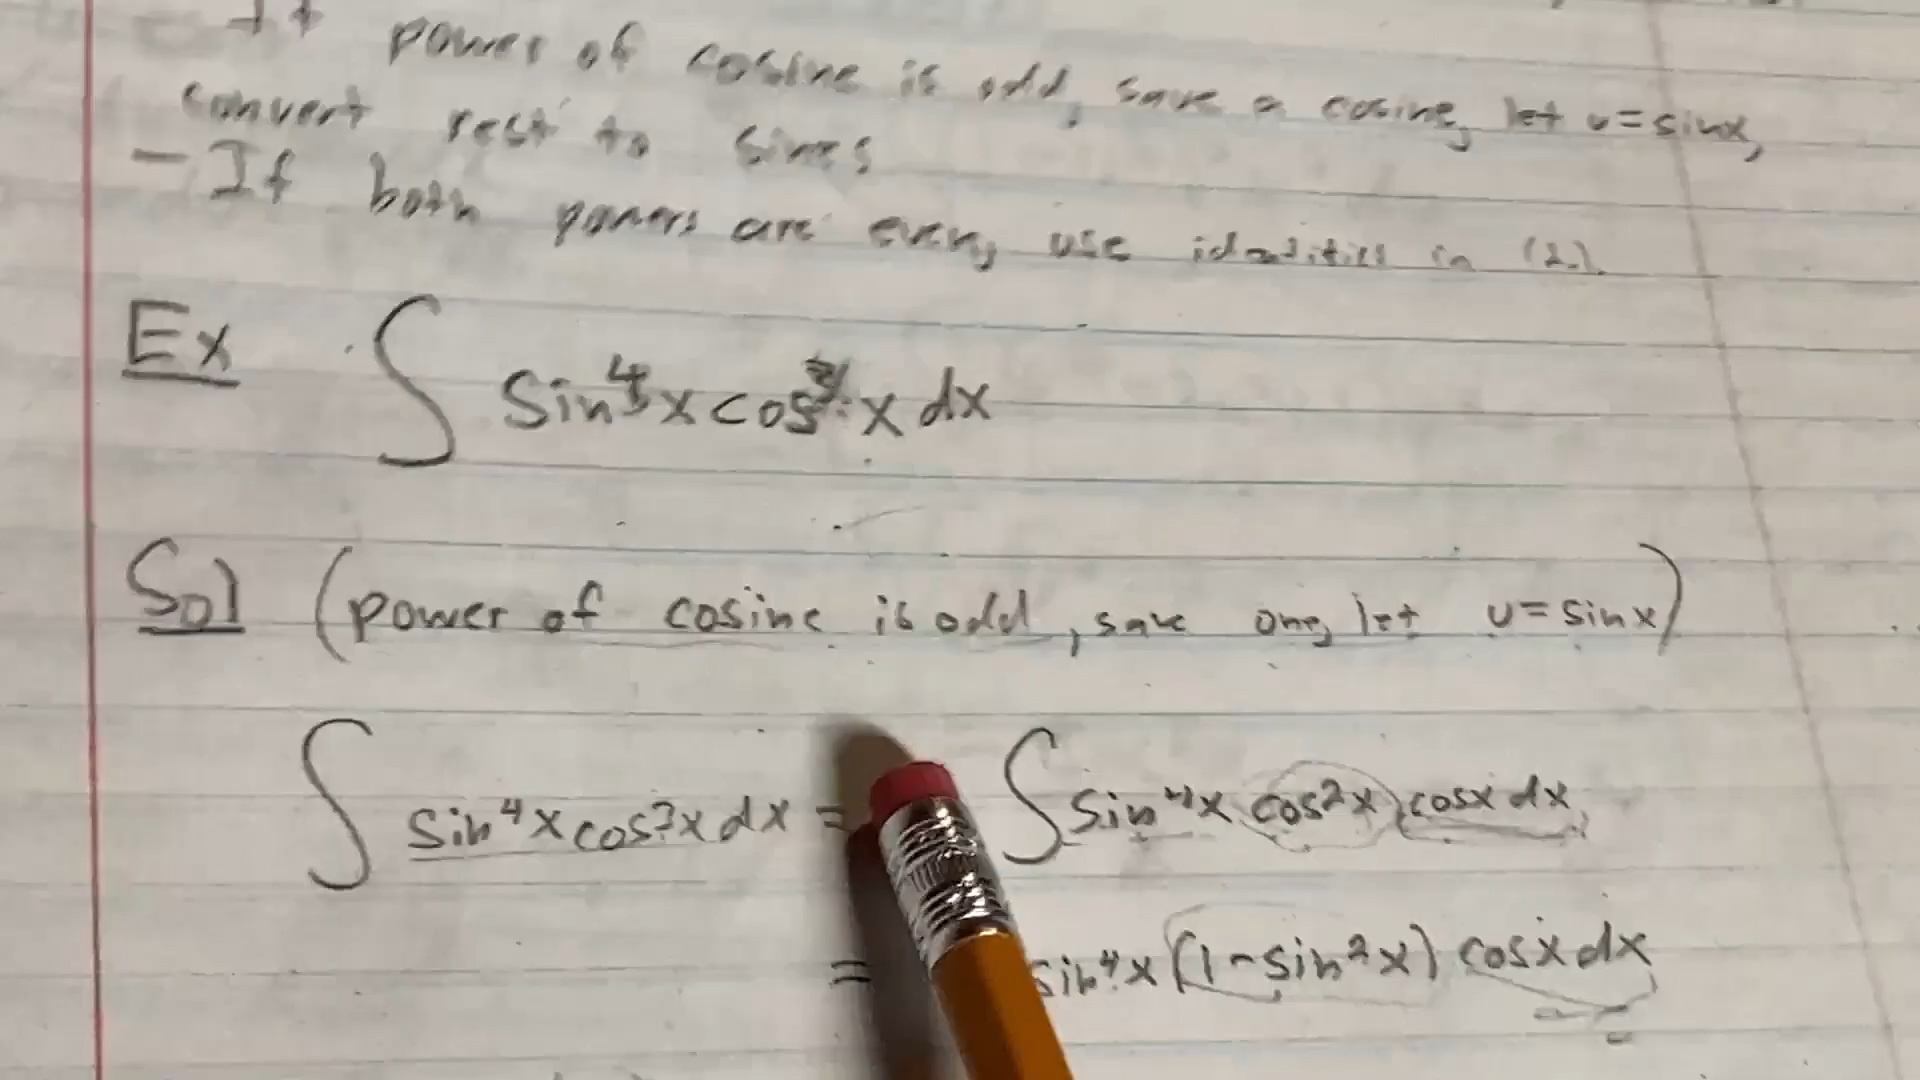 If power of cosine is odd, save a cosine, let u=sinx,
convert rest to sines
- If both powers are even, use identities in (2).
Ex ∫ sin⁴x cos³x dx
Sol (power of cosine is odd, save one, let u=sinx)
∫ sin⁴x cos³x dx = ∫ sin⁴x cos²x cosx dx
= sin⁴x (1-sin²x) cosx dx